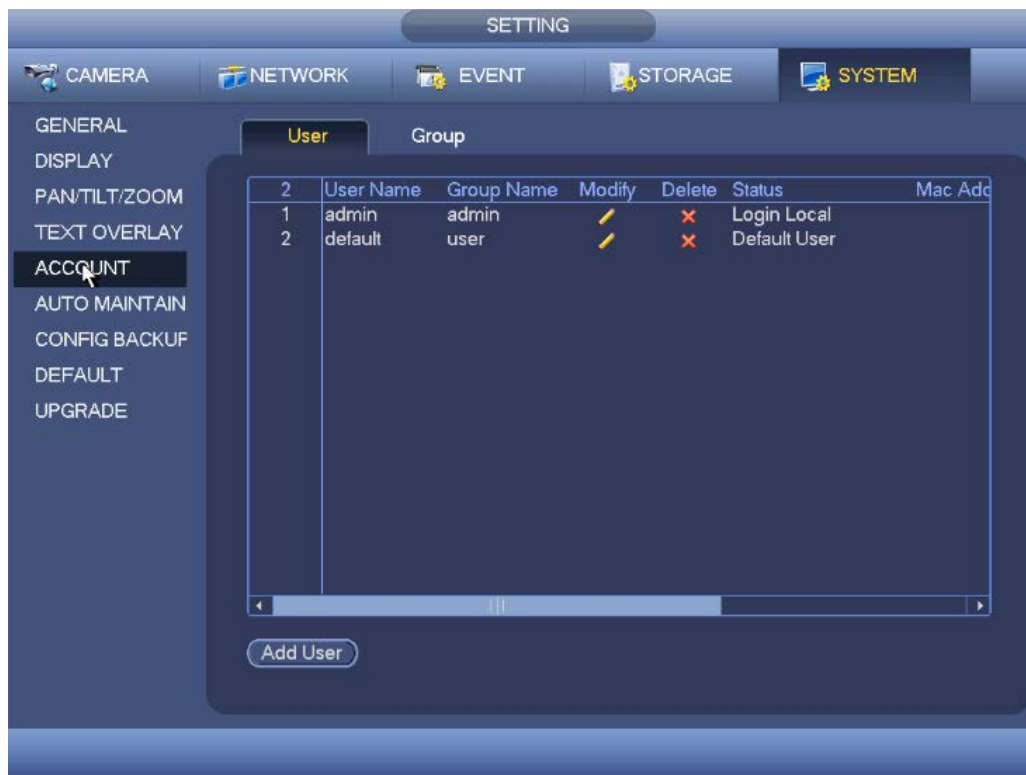 SETTING
CAMERA NETWORK EVENT STORAGE SYSTEM
GENERAL
DISPLAY
PAN/TILT/ZOOM
TEXT OVERLAY
ACCOUNT
AUTO MAINTAIN
CONFIG BACKUP
DEFAULT
UPGRADE
User Group
2 User Name Group Name Modify Delete Status Mac Add
1 admin admin Login Local
2 default user Default User
Add User